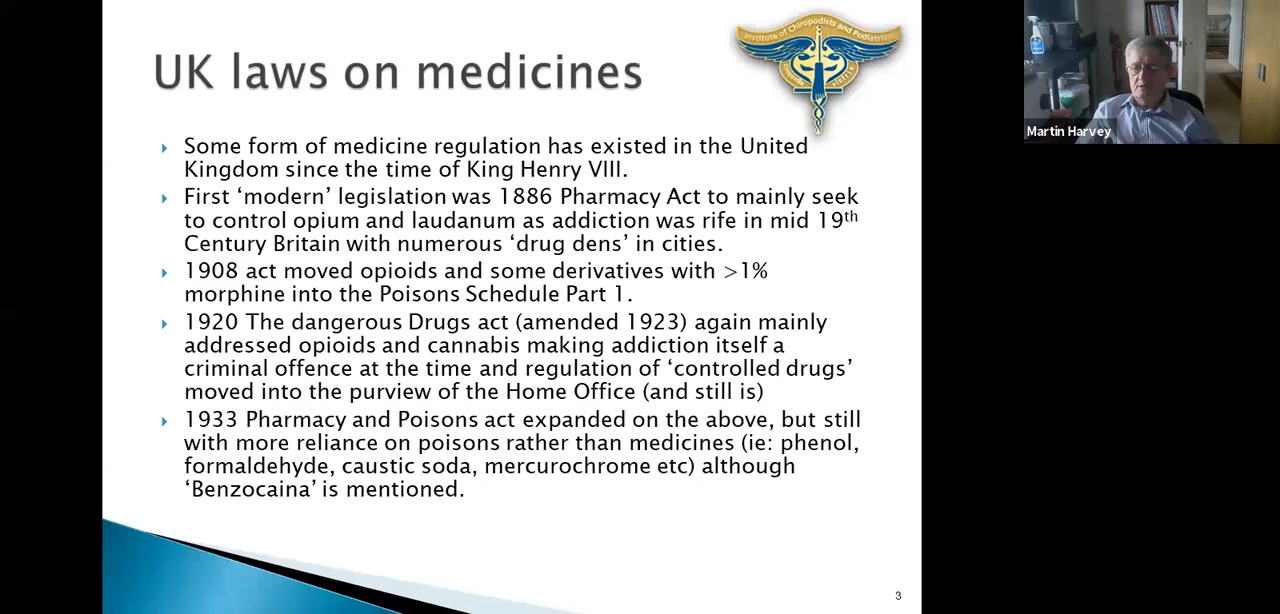 UK laws on medicines
Institute of Chiropodists and Podiatrists
Some form of medicine regulation has existed in the United
Kingdom since the time of King Henry VIII.
First ‘modern’ legislation was 1886 Pharmacy Act to mainly seek
to control opium and laudanum as addiction was rife in mid 19th
Century Britain with numerous ‘drug dens’ in cities.
1908 act moved opioids and some derivatives with >1%
morphine into the Poisons Schedule Part 1.
1920 The dangerous Drugs act (amended 1923) again mainly
addressed opioids and cannabis making addiction itself a
criminal offence at the time and regulation of ‘controlled drugs’
moved into the purview of the Home Office (and still is)
1933 Pharmacy and Poisons act expanded on the above, but still
with more reliance on poisons rather than medicines (ie: phenol,
formaldehyde, caustic soda, mercurochrome etc) although
‘Benzocaina’ is mentioned.
3
Martin Harvey